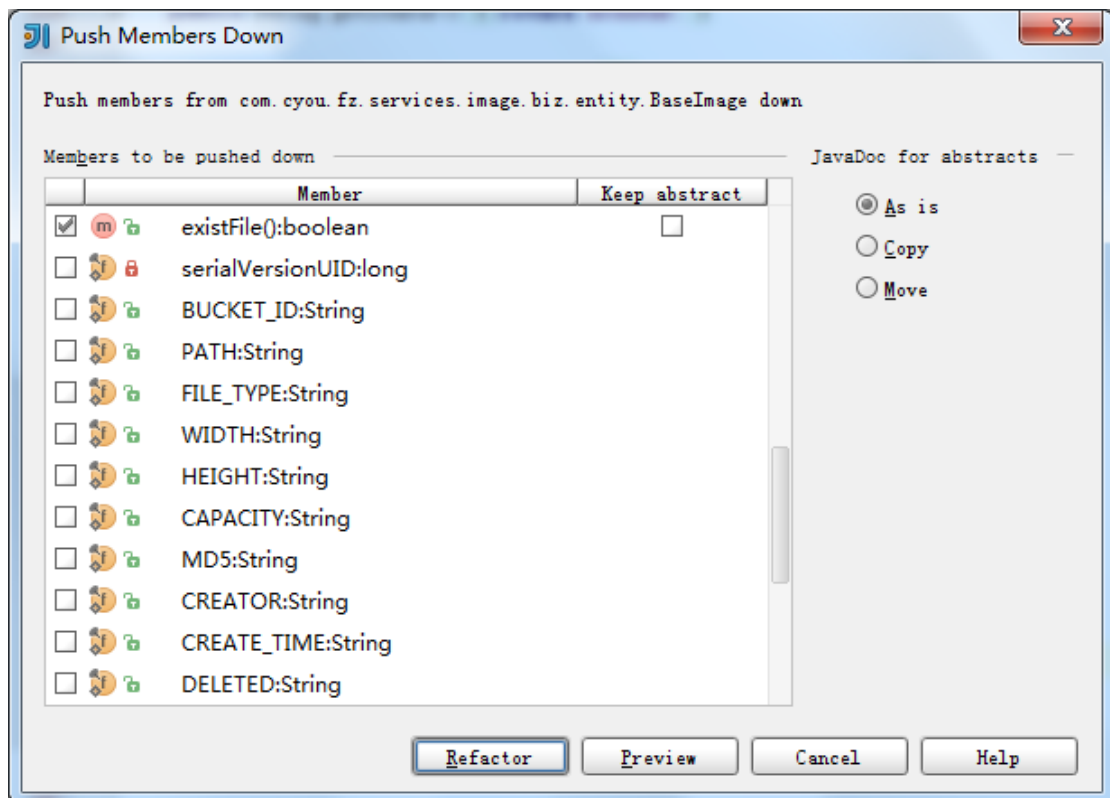 Push Members Down
Push members from com.cyou.fz.services.image.biz.entity.BaseImage down
Members to be pushed down
JavaDoc for abstracts
Member Keep abstract
existFile():boolean
serialVersionUID:long
BUCKET_ID:String
PATH:String
FILE_TYPE:String
WIDTH:String
HEIGHT:String
CAPACITY:String
MD5:String
CREATOR:String
CREATE_TIME:String
DELETED:String
As is
Copy
Move
Refactor Preview Cancel Help